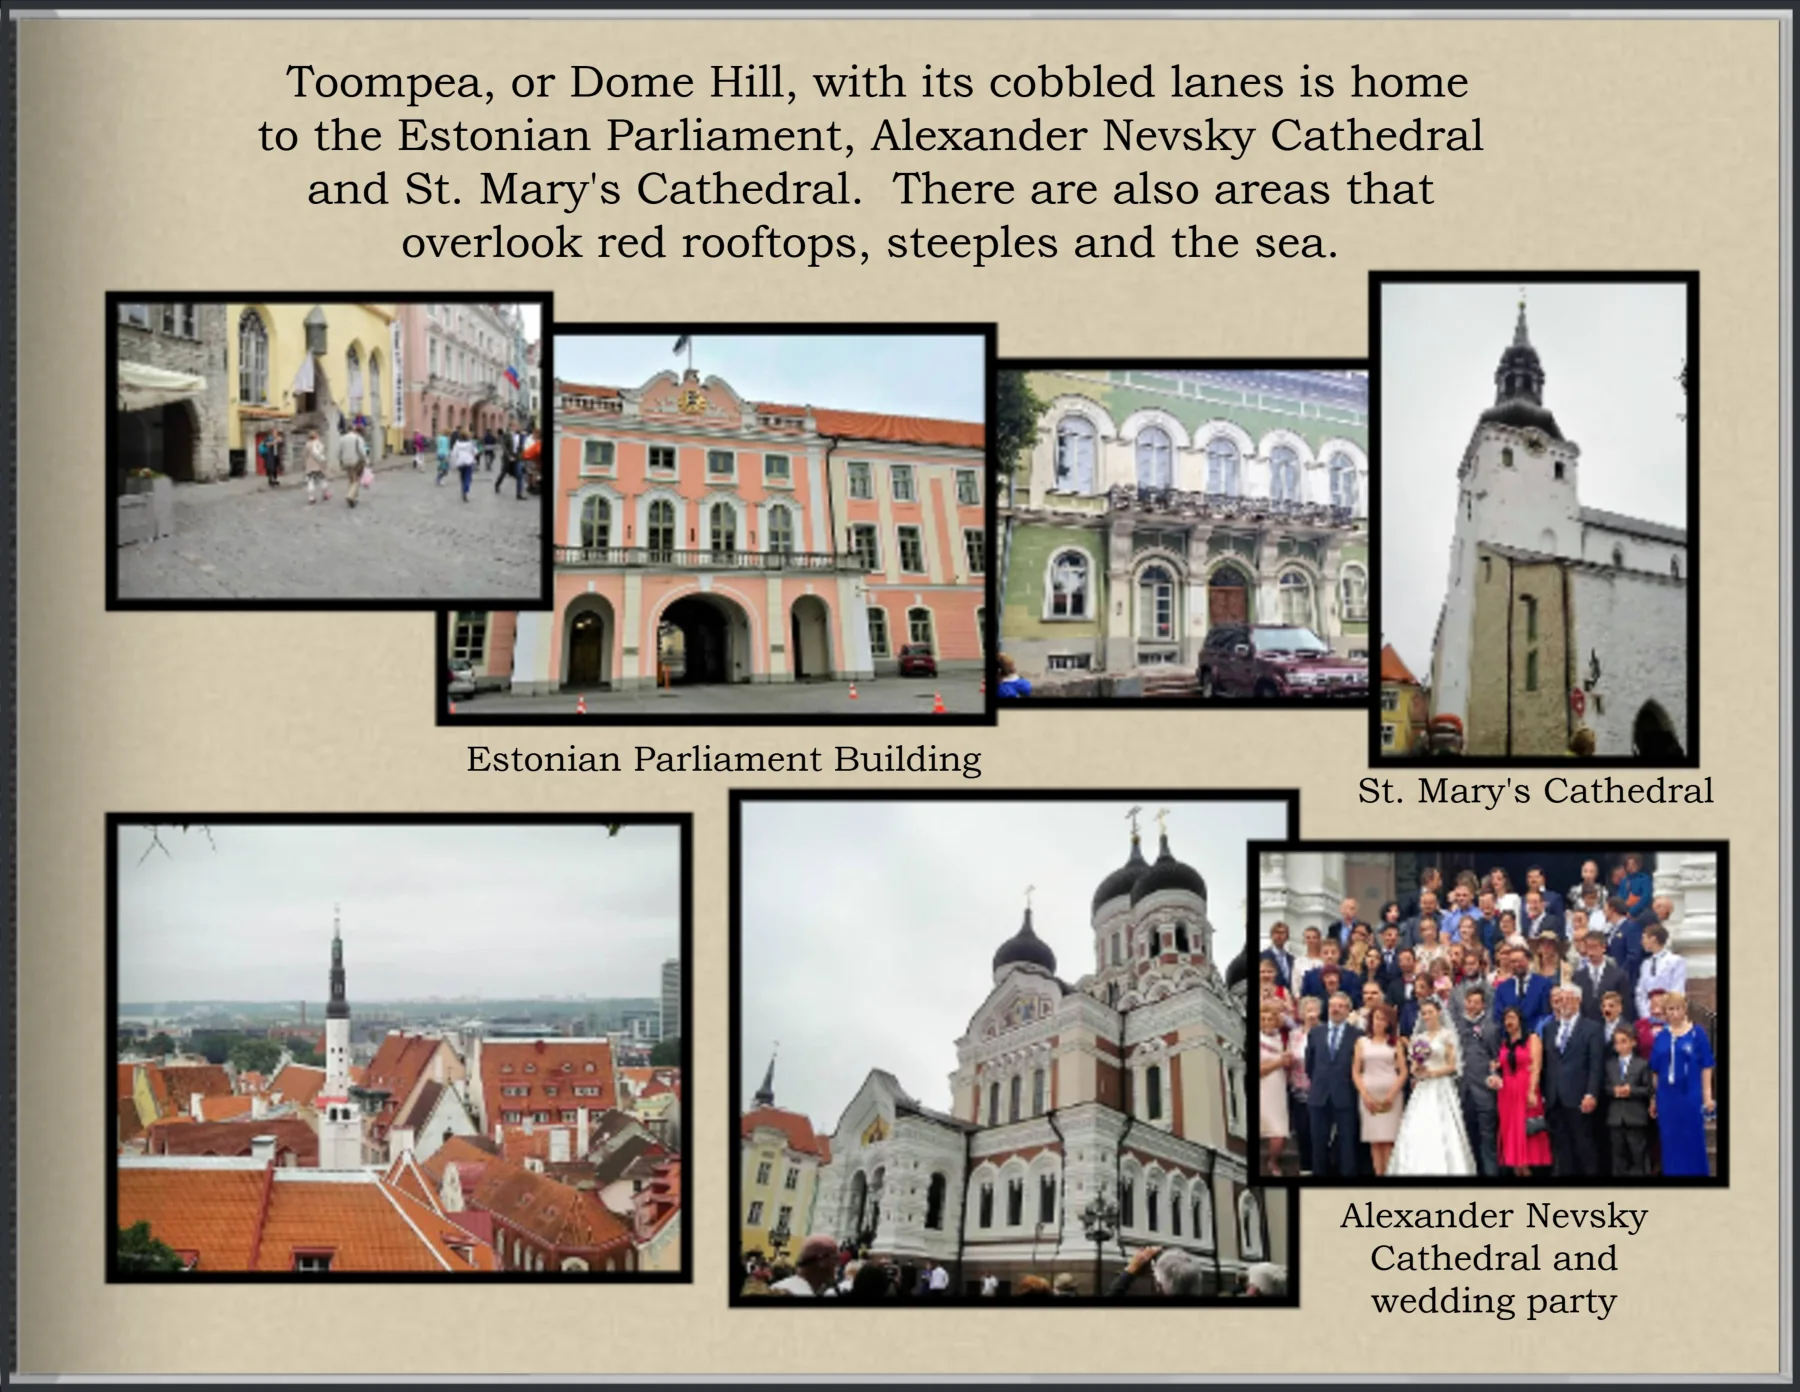 Toompea, or Dome Hill, with its cobbled lanes is home
to the Estonian Parliament, Alexander Nevsky Cathedral
and St. Mary's Cathedral.  There are also areas that
overlook red rooftops, steeples and the sea.
Estonian Parliament Building
St. Mary's Cathedral
Alexander Nevsky
Cathedral and
wedding party